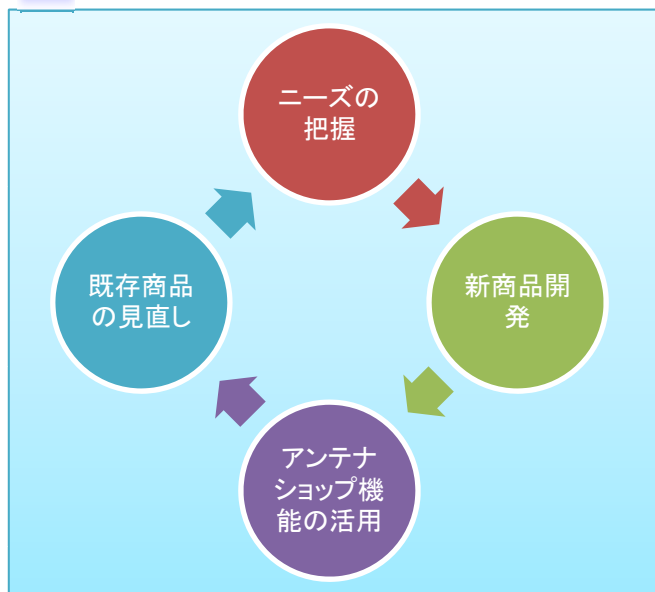 ニーズの
把握
新商品開
発
アンテナ
ショップ機
能の活用
既存商品
の見直し